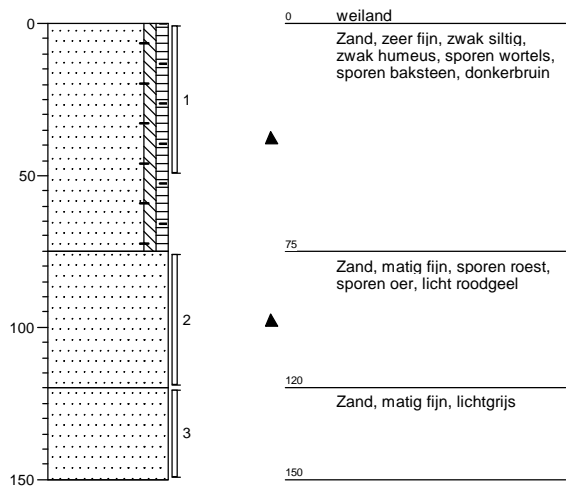 0
50
100
150
1
2
3
0 weiland
Zand, zeer fijn, zwak siltig,
zwak humeus, sporen wortels,
sporen baksteen, donkerbruin
75
Zand, matig fijn, sporen roest,
sporen oer, licht roodgeel
120
Zand, matig fijn, lichtgrijs
150